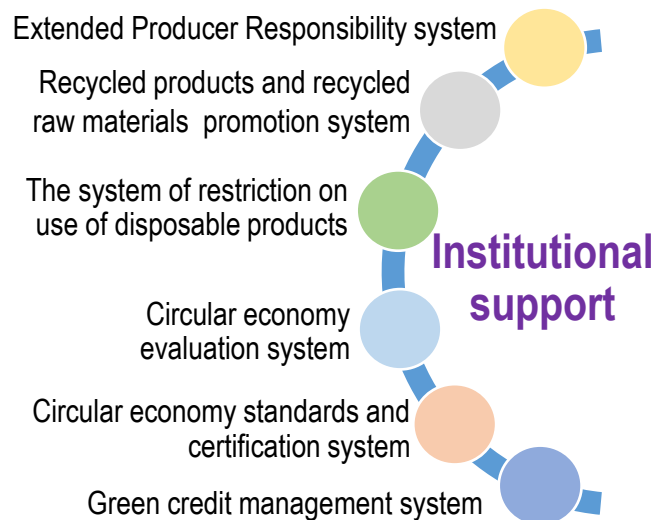 Extended Producer Responsibility system
Recycled products and recycled
raw materials promotion system
The system of restriction on
use of disposable products
Institutional
support
Circular economy
evaluation system
Circular economy standards and
certification system
Green credit management system